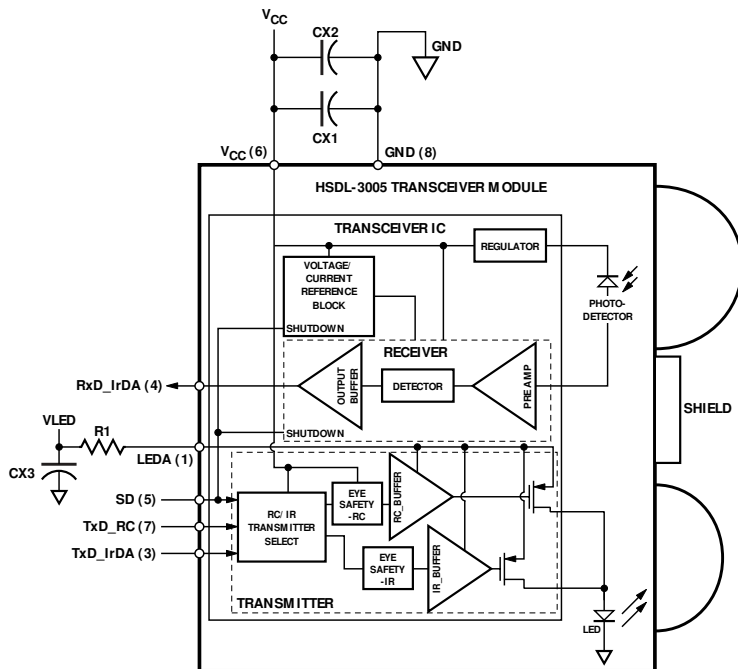 VCC
CX2
GND
CX1
VCC (6)
GND (8)
HSDL-3005 TRANSCEIVER MODULE
TRANSCEIVER IC
REGULATOR
VOLTAGE/
CURRENT
REFERENCE
BLOCK
PHOTO-
DETECTOR
SHUTDOWN
RECEIVER
RxD_IrDA (4)
OUTPUT
BUFFER
DETECTOR
PRE AMP
SHIELD
VLED
R1
SHUTDOWN
LEDA (1)
CX3
SD (5)
TxD_RC (7)
TxD_IrDA (3)
RC/ IR
TRANSMITTER
SELECT
EYE
SAFETY
-RC
RC_BUFFER
EYE
SAFETY
-IR
IR_BUFFER
TRANSMITTER
LED